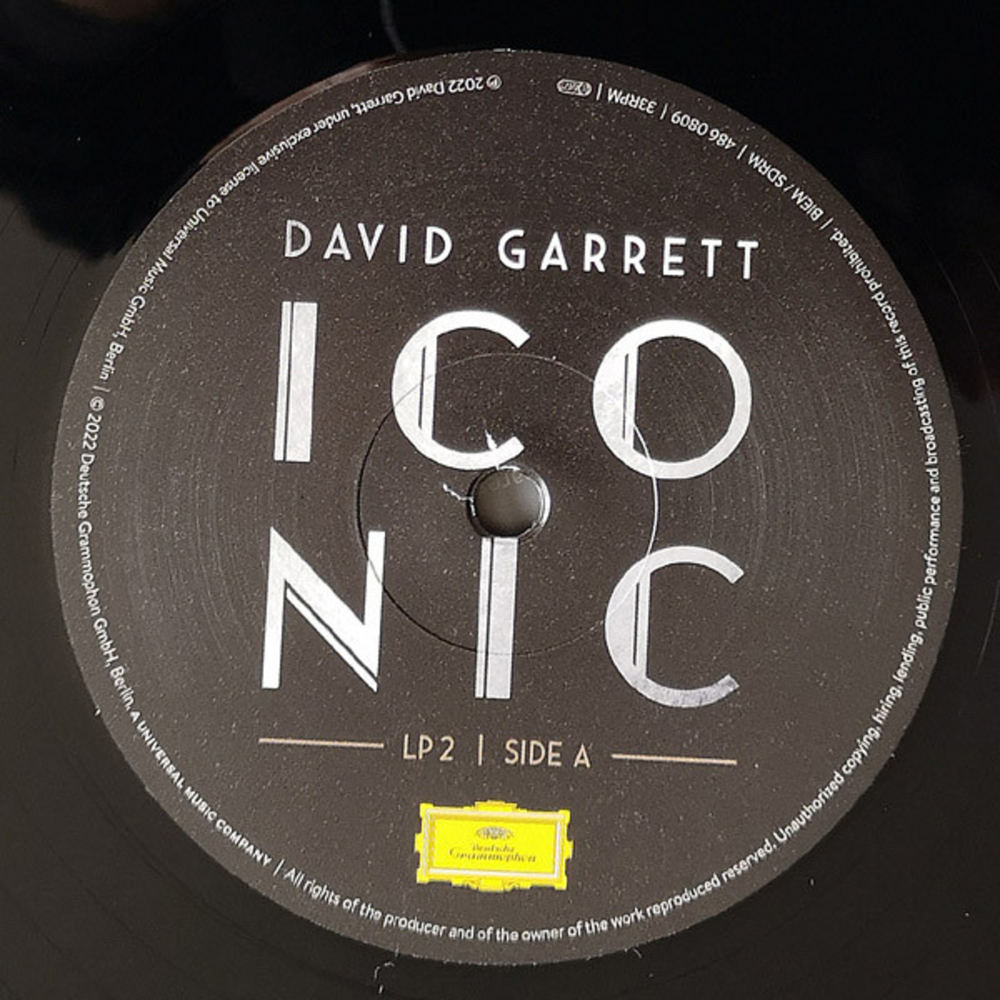 DAVID GARRETT
ICO
NIC
LP 2 | SIDE A
Deutsche
Grammophon
℗ 2022 David Garrett, under exclusive license to Universal Music GmbH, Berlin | © 2022 Deutsche Grammophon GmbH, Berlin, A UNIVERSAL MUSIC COMPANY | All rights of the producer and of the owner of the work reproduced reserved. Unauthorized copying, hiring, lending, public performance and broadcasting of this record prohibited. | BIEM / SDRM | 486 0809 | 33RPM |